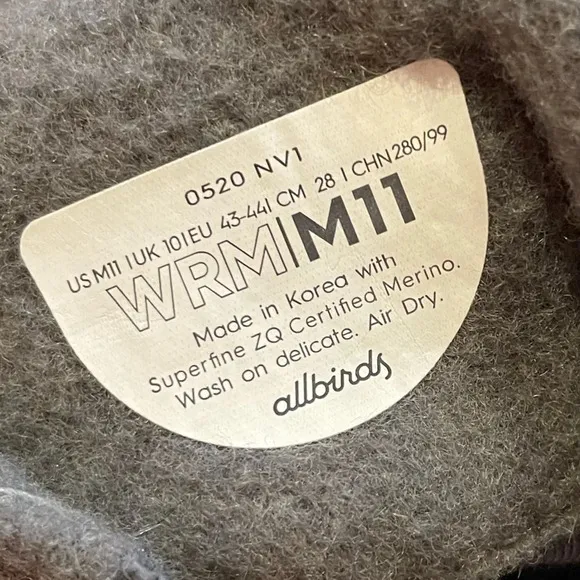 0520 NV1
US M11 I UK 10 I EU 43-44 I CM 28 I CHN 280/99
WRM|M11
Made in Korea with
Superfine ZQ Certified Merino.
Wash on delicate. Air Dry.
allbirds